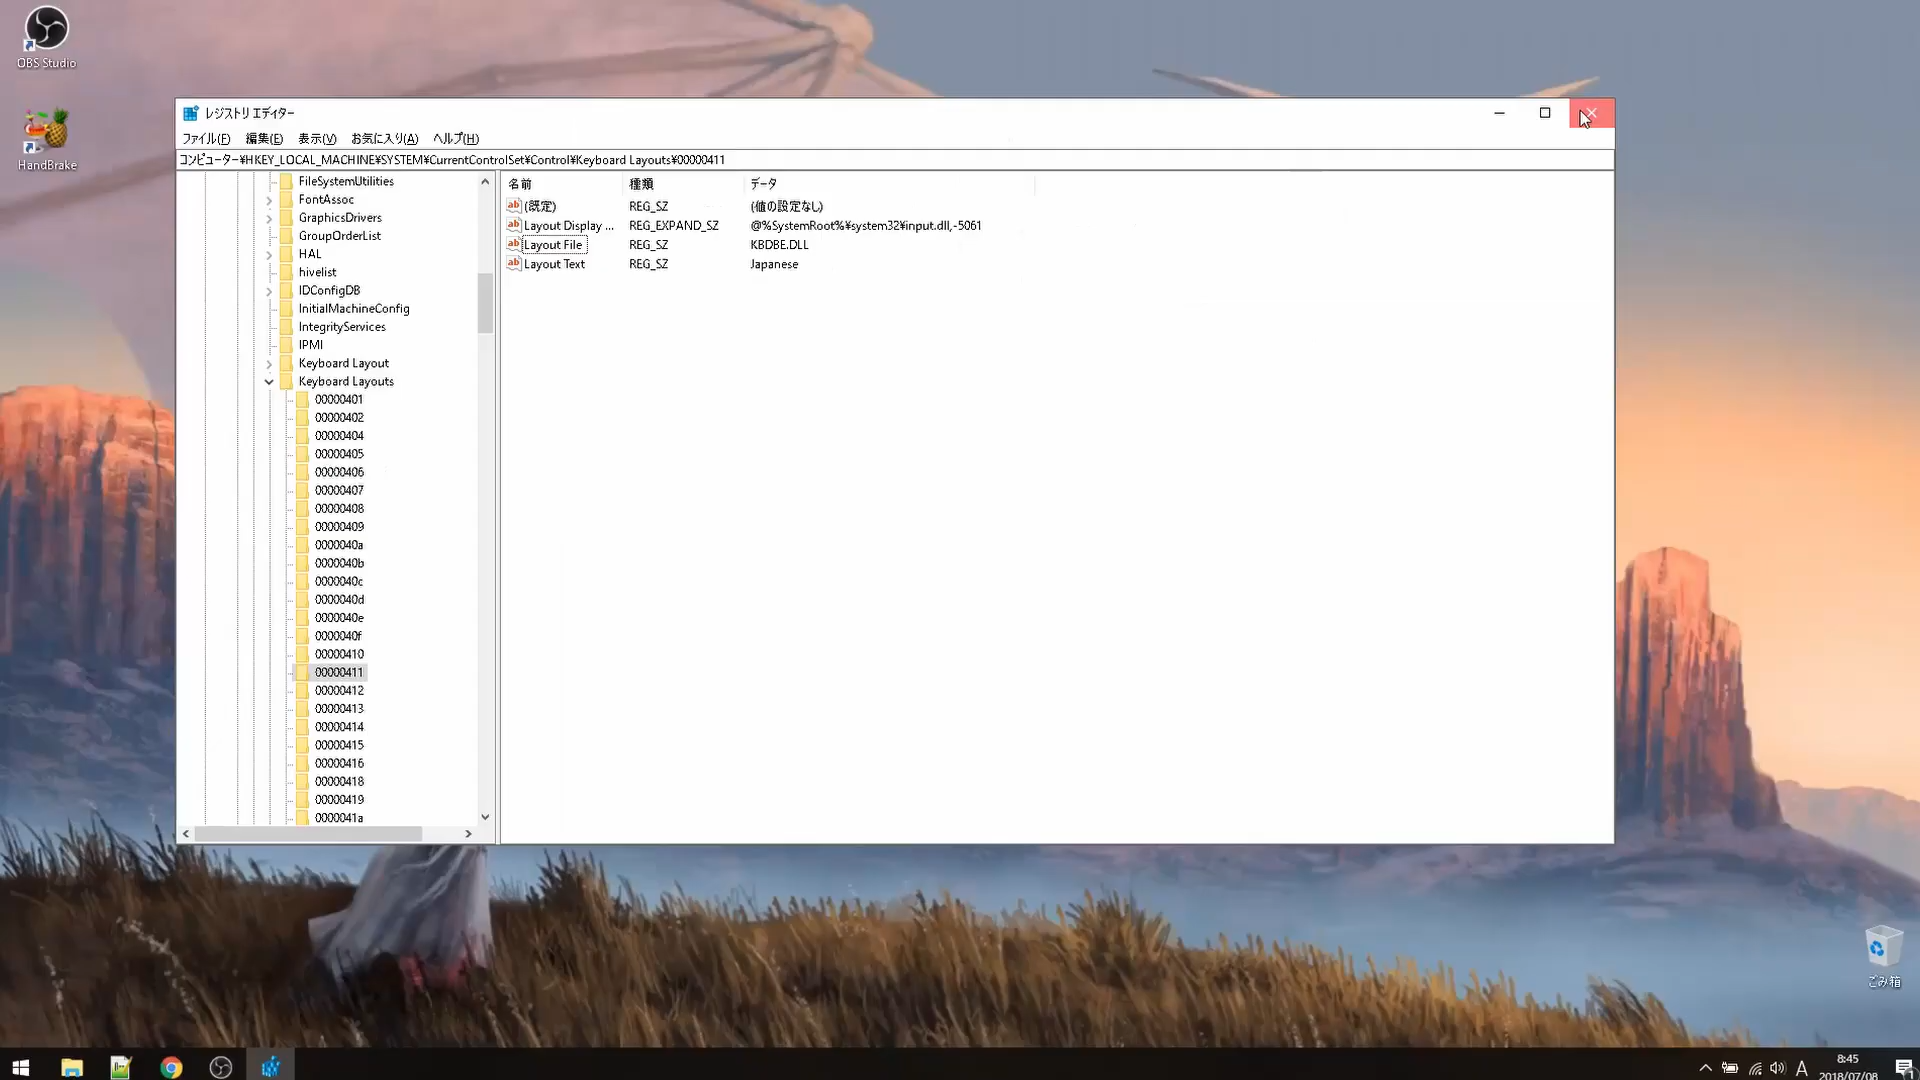 OBS Studio
HandBrake
レジストリ エディター
ファイル(F) 編集(E) 表示(V) お気に入り(A) ヘルプ(H)
コンピューター¥HKEY_LOCAL_MACHINE¥SYSTEM¥CurrentControlSet¥Control¥Keyboard Layouts¥00000411
FileSystemUtilities
FontAssoc
GraphicsDrivers
GroupOrderList
HAL
hivelist
IDConfigDB
InitialMachineConfig
IntegrityServices
IPMI
Keyboard Layout
Keyboard Layouts
00000401
00000402
00000404
00000405
00000406
00000407
00000408
00000409
0000040a
0000040b
0000040c
0000040d
0000040e
0000040f
00000410
00000411
00000412
00000413
00000414
00000415
00000416
00000418
00000419
0000041a
名前 種類 データ
(既定) REG_SZ (値の設定なし)
Layout Display ... REG_EXPAND_SZ @%SystemRoot%¥system32¥input.dll,-5061
Layout File REG_SZ KBDBE.DLL
Layout Text REG_SZ Japanese
ごみ箱
A
8:45
2018/07/08
1